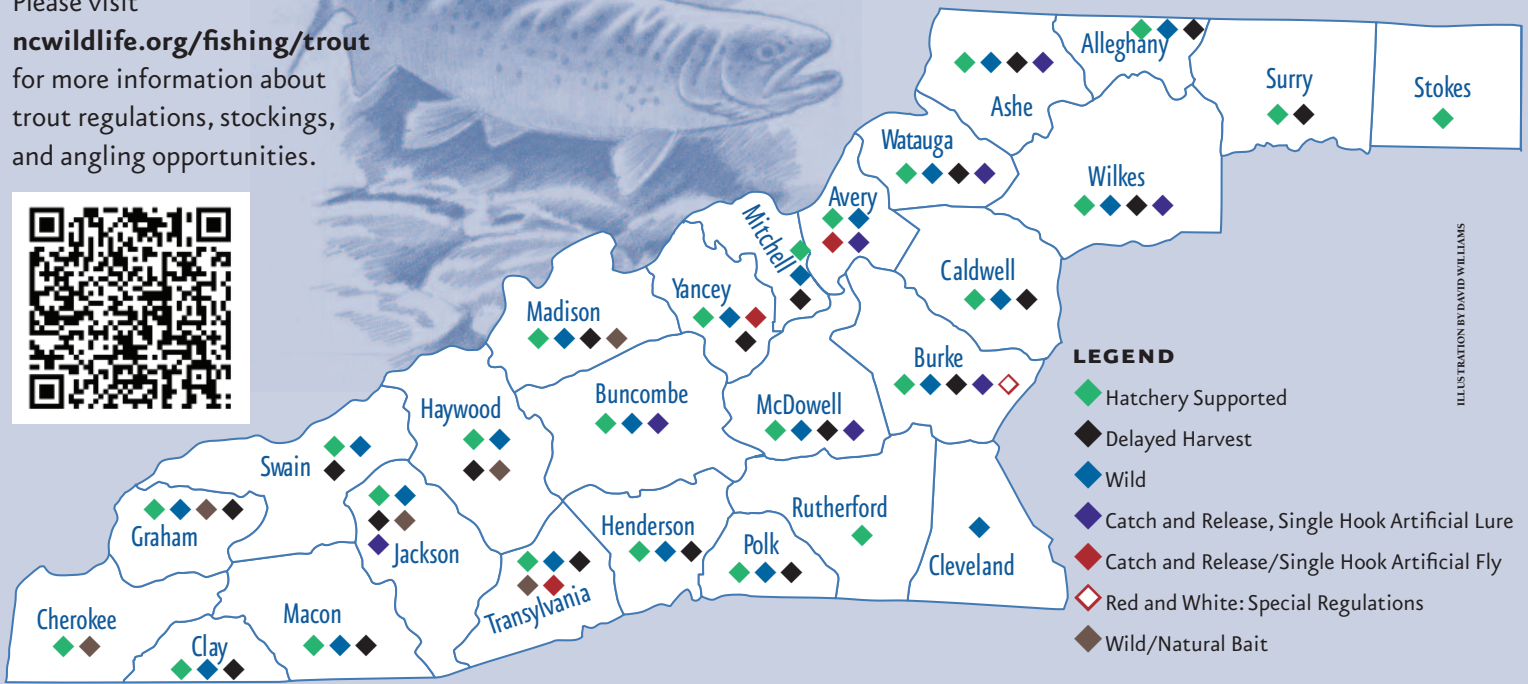 Please visit
ncwildlife.org/fishing/trout
for more information about
trout regulations, stockings,
and angling opportunities.
Alleghany
Ashe
Surry
Stokes
Watauga
Wilkes
Avery
Mitchell
Caldwell
Yancey
Madison
Burke
Buncombe
McDowell
Haywood
Swain
Graham
Jackson
Henderson
Rutherford
Polk
Cleveland
Transylvania
Cherokee
Macon
Clay
LEGEND
Hatchery Supported
Delayed Harvest
Wild
Catch and Release, Single Hook Artificial Lure
Catch and Release/Single Hook Artificial Fly
Red and White: Special Regulations
Wild/Natural Bait
ILLUSTRATION BY DAVID WILLIAMS